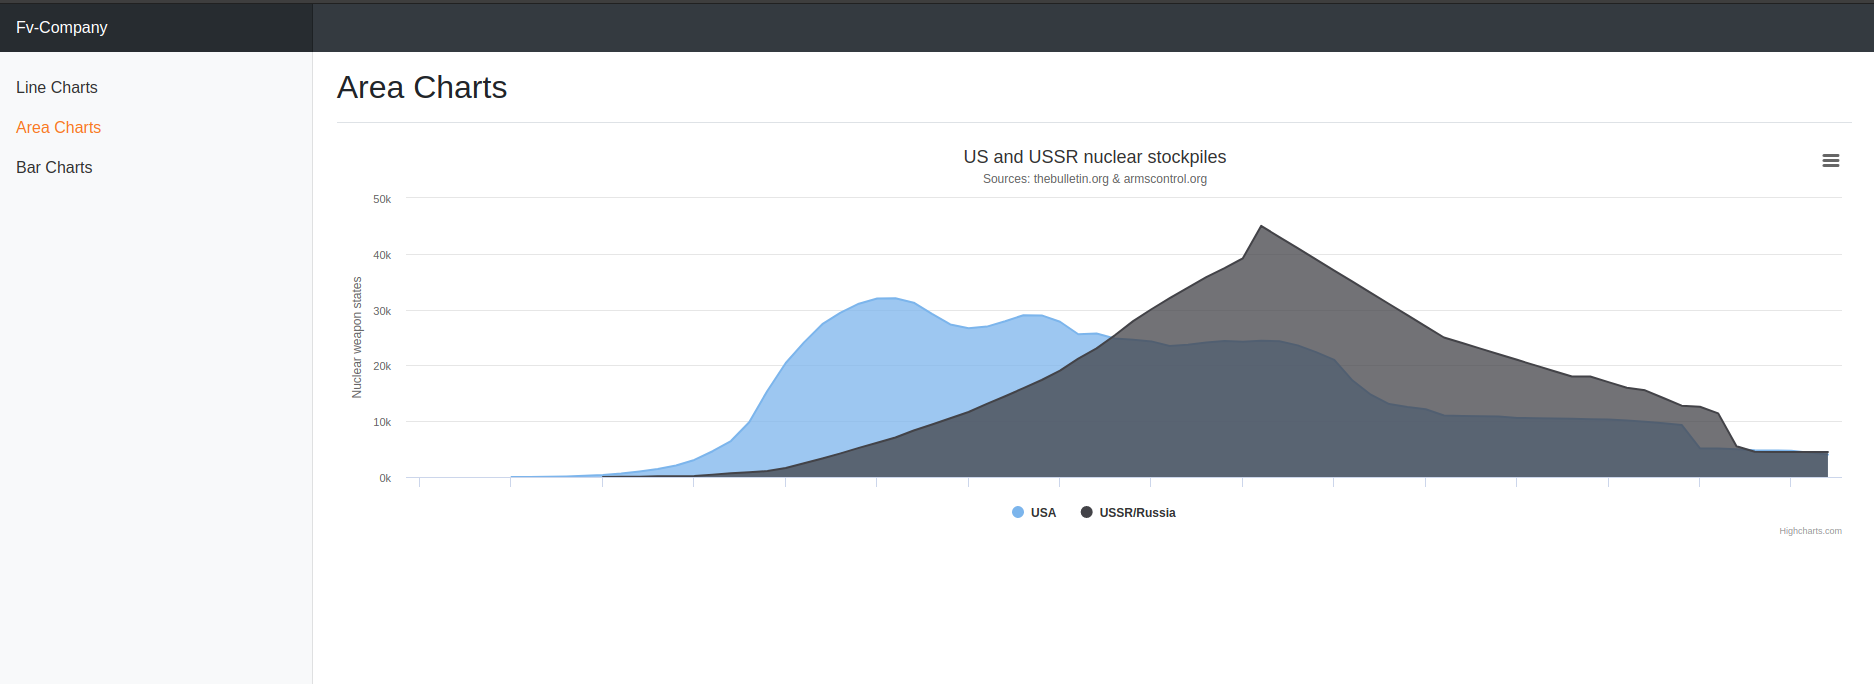 Fv-Company
Line Charts
Area Charts
Bar Charts
Area Charts
US and USSR nuclear stockpiles
Sources: thebulletin.org & armscontrol.org
Nuclear weapon states
50k
40k
30k
20k
10k
0k
USA
USSR/Russia
Highcharts.com